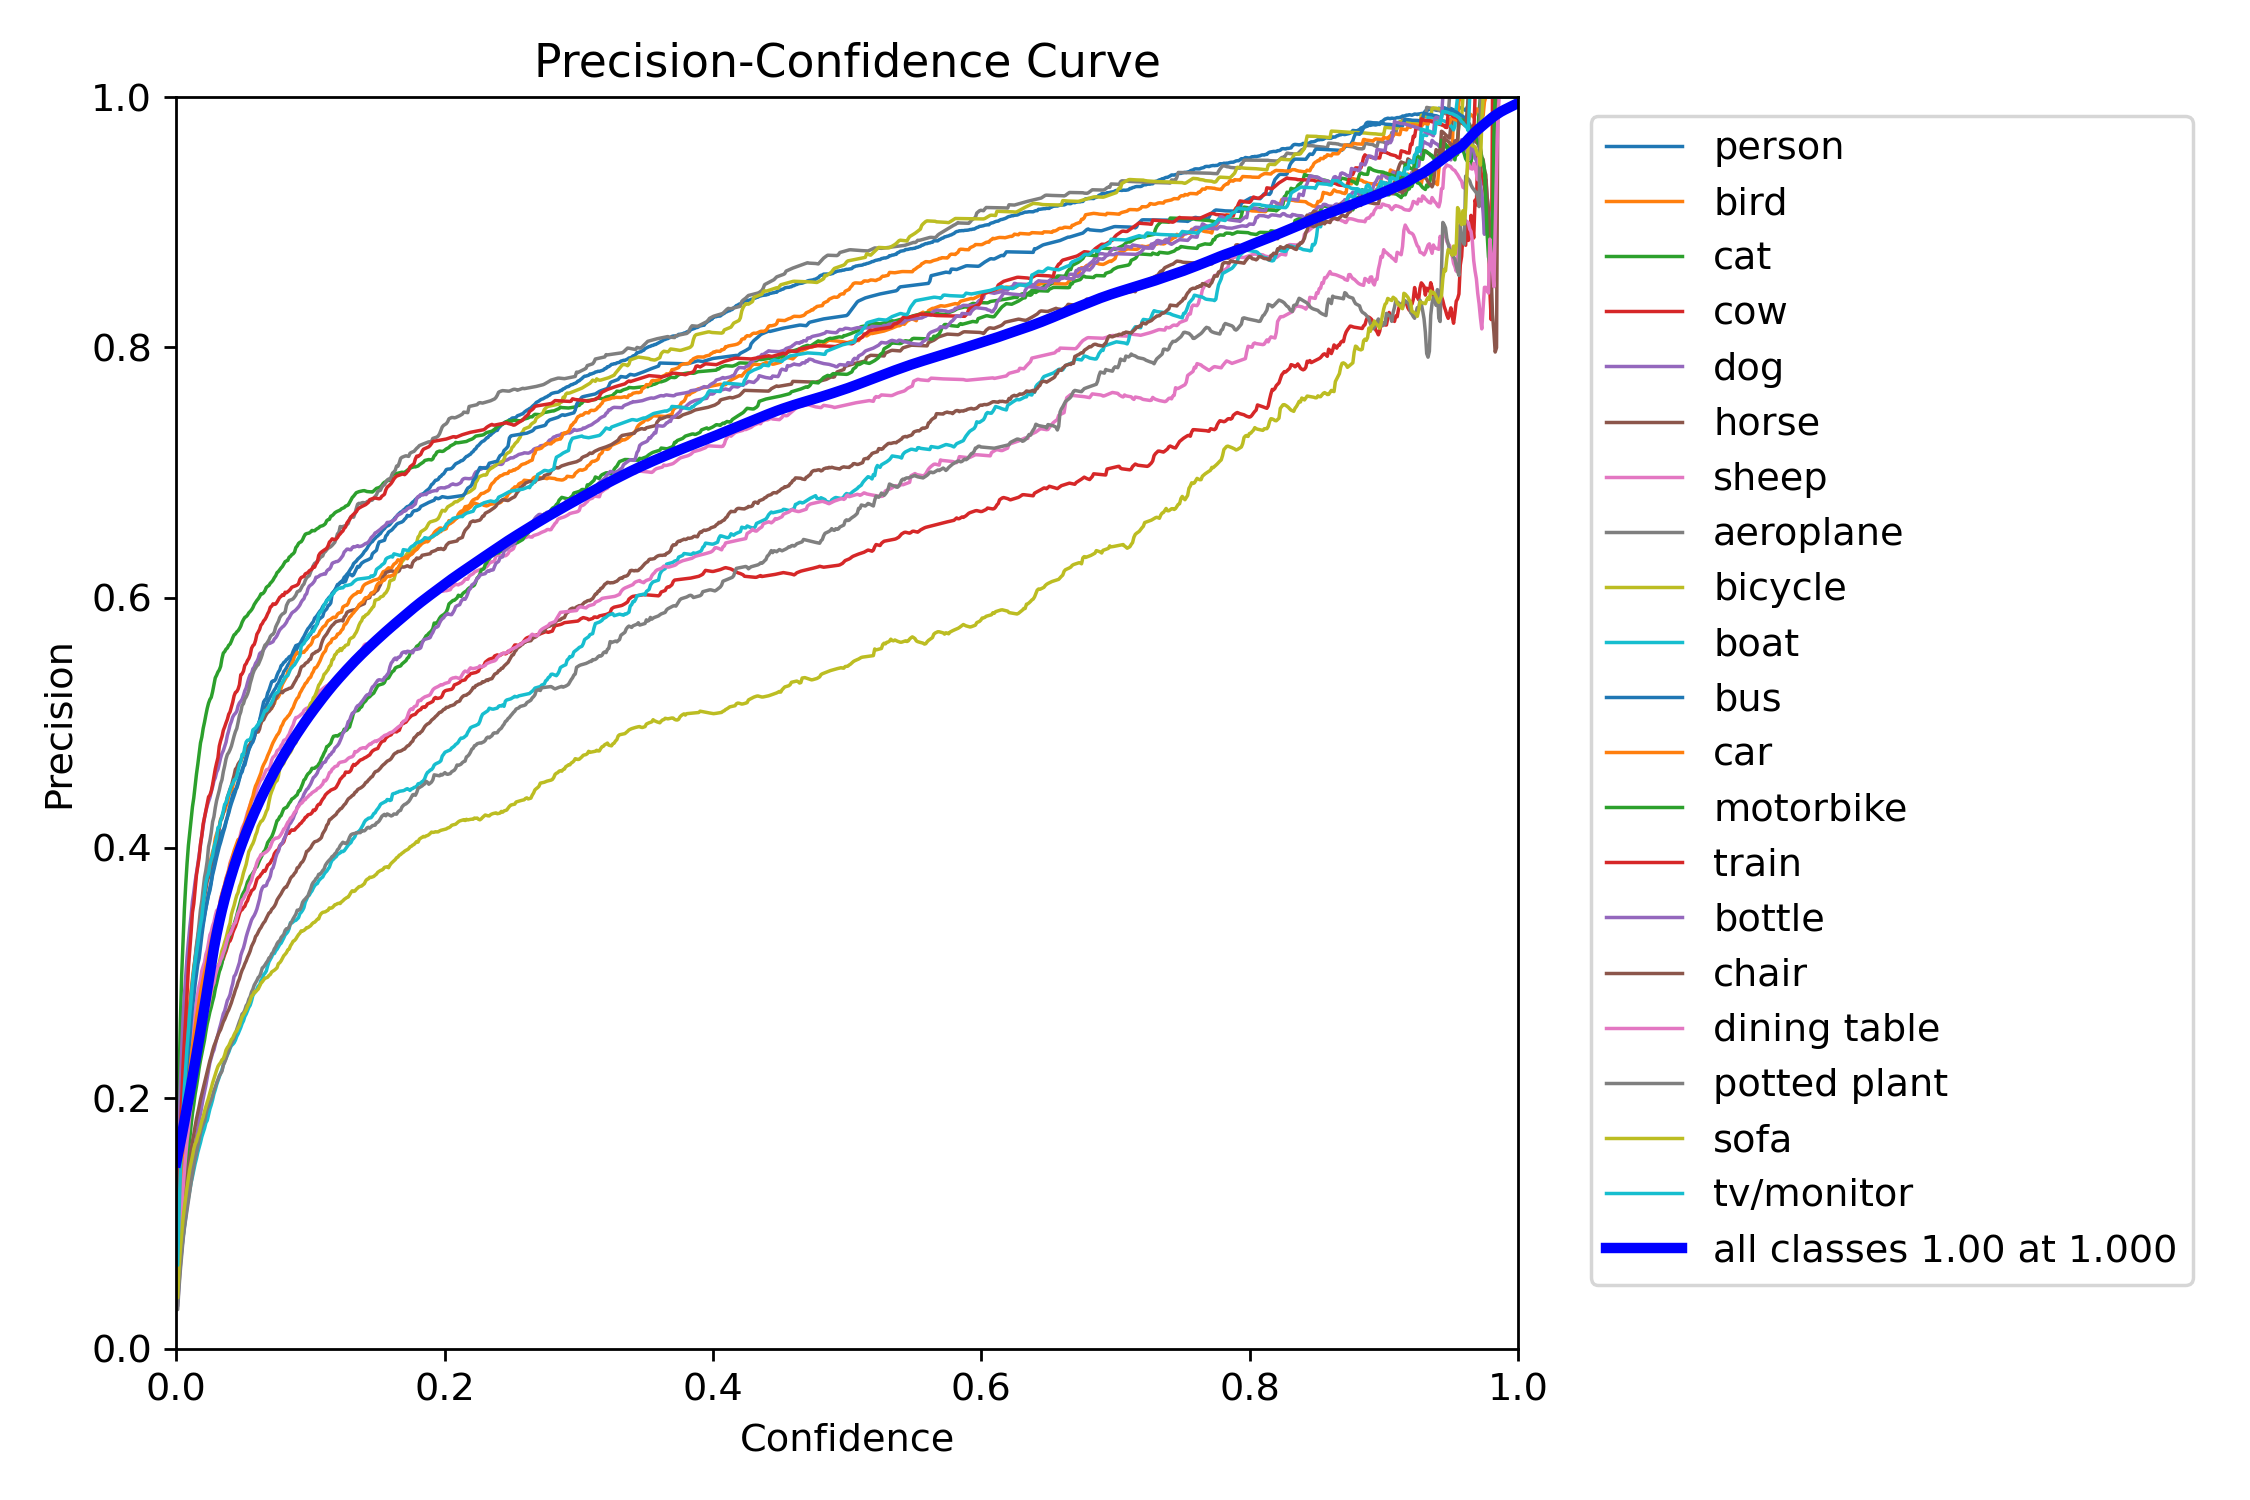 Precision-Confidence Curve
1.0
0.8
0.6
0.4
0.2
0.0
Precision
0.0 0.2 0.4 0.6 0.8 1.0
Confidence
person
bird
cat
cow
dog
horse
sheep
aeroplane
bicycle
boat
bus
car
motorbike
train
bottle
chair
dining table
potted plant
sofa
tv/monitor
all classes 1.00 at 1.000